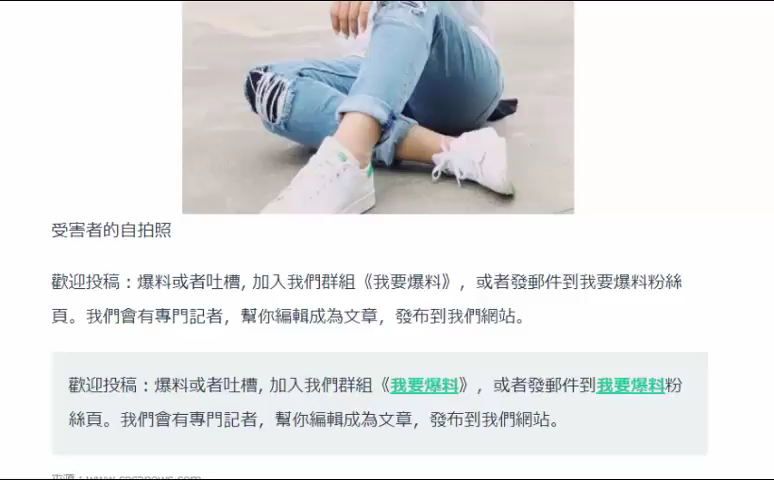 受害者的自拍照
歡迎投稿：爆料或者吐槽, 加入我們群組《我要爆料》，或者發郵件到我要爆料粉絲
頁。我們會有專門記者，幫你編輯成為文章，發布到我們網站。
歡迎投稿：爆料或者吐槽, 加入我們群組《我要爆料》，或者發郵件到我要爆料粉
絲頁。我們會有專門記者，幫你編輯成為文章，發布到我們網站。